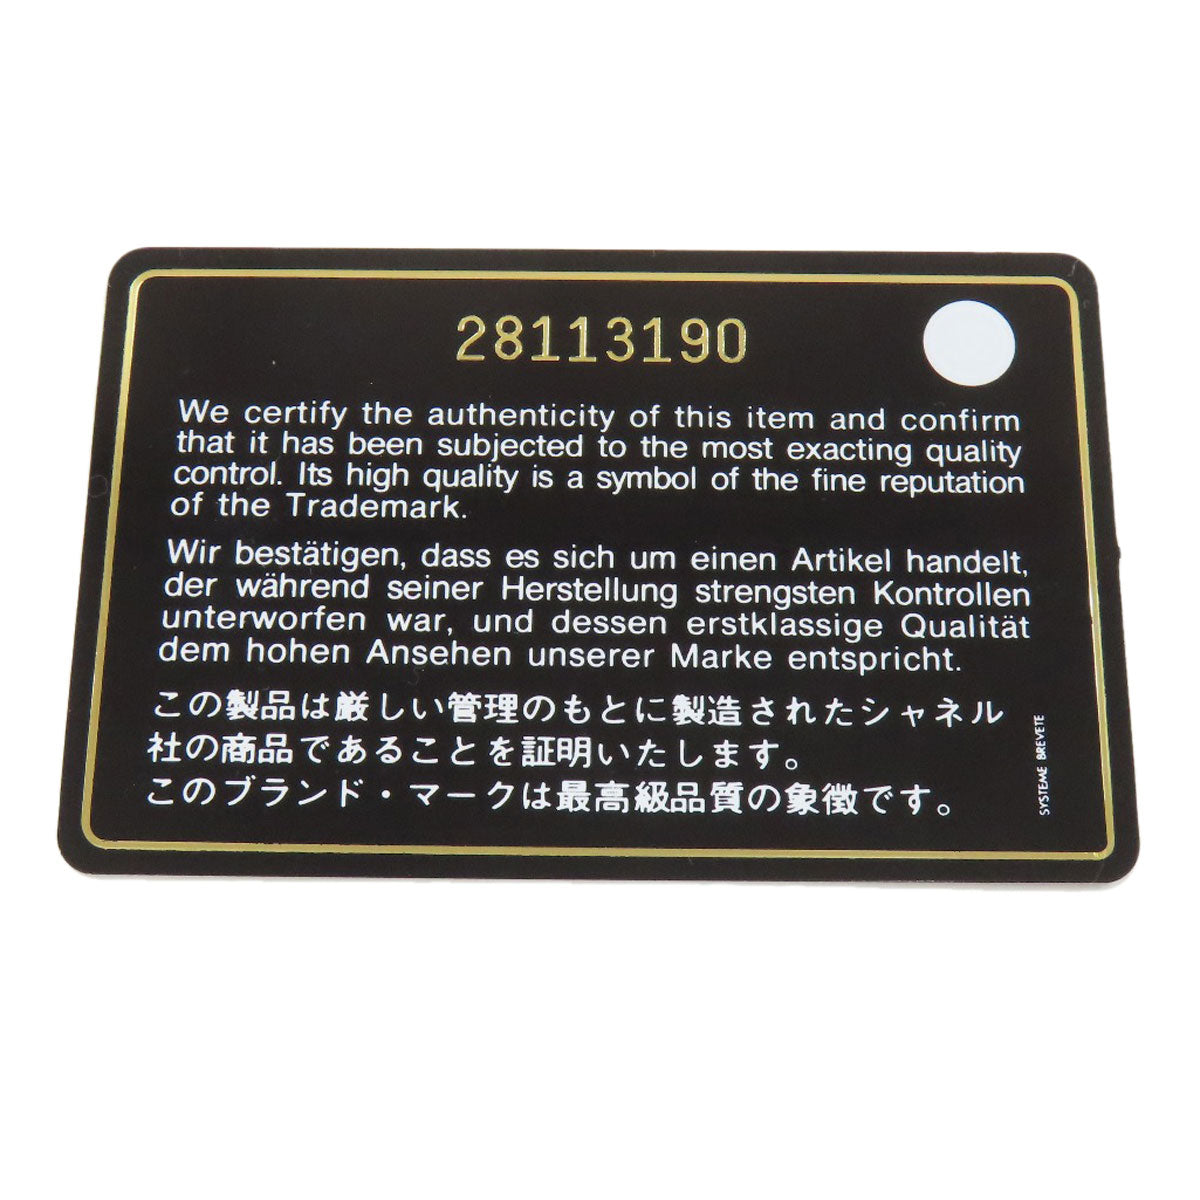 28113190
We certify the authenticity of this item and confirm
that it has been subjected to the most exacting quality
control. Its high quality is a symbol of the fine reputation
of the Trademark.
Wir bestätigen, dass es sich um einen Artikel handelt,
der während seiner Herstellung strengsten Kontrollen
unterworfen war, und dessen erstklassige Qualität
dem hohen Ansehen unserer Marke entspricht.
この製品は厳しい管理のもとに製造されたシャネル
社の商品であることを証明いたします。
このブランド・マークは最高級品質の象徴です。
SYSTEME BREVETE